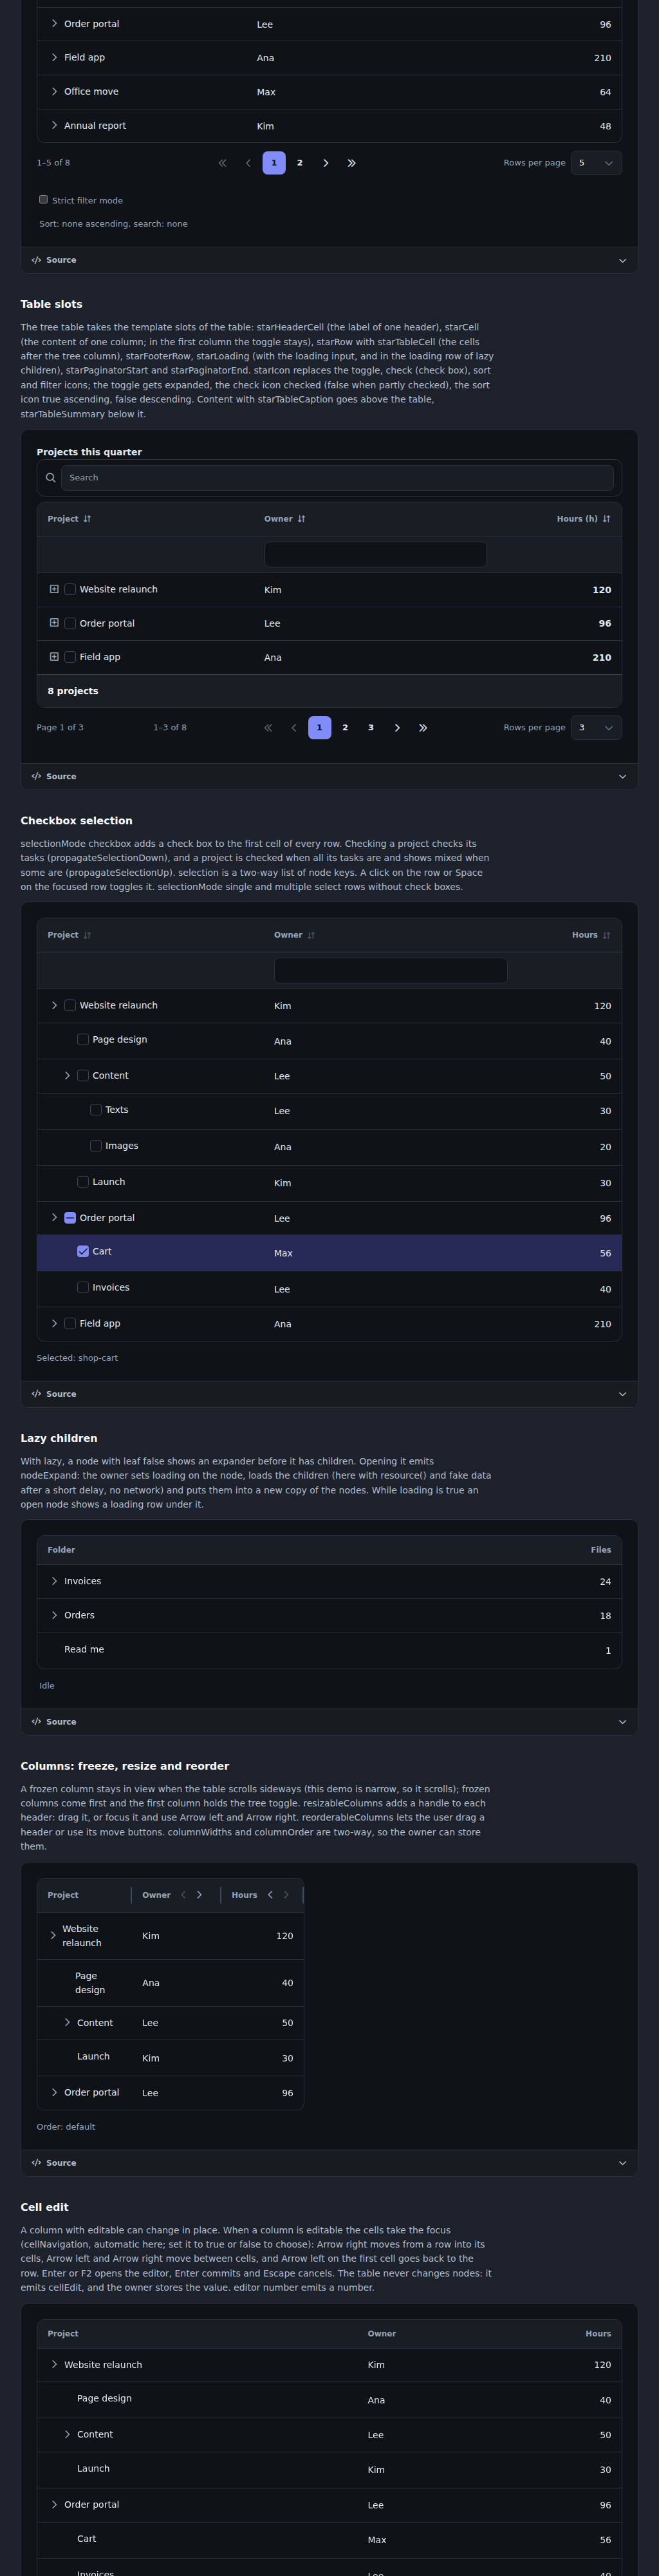 Order portal Lee 96
Field app Ana 210
Office move Max 64
Annual report Kim 48
1–5 of 8 1 2 Rows per page 5
Strict filter mode
Sort: none ascending, search: none
Source
Table slots
The tree table takes the template slots of the table: starHeaderCell (the label of one header), starCell
(the content of one column; in the first column the toggle stays), starRow with starTableCell (the cells
after the tree column), starFooterRow, starLoading (with the loading input, and in the loading row of lazy
children), starPaginatorStart and starPaginatorEnd. starIcon replaces the toggle, check (check box), sort
and filter icons; the toggle gets expanded, the check icon checked (false when partly checked), the sort
icon true ascending, false descending. Content with starTableCaption goes above the table,
starTableSummary below it.
Projects this quarter
Search
Project Owner Hours (h)
Website relaunch Kim 120
Order portal Lee 96
Field app Ana 210
8 projects
Page 1 of 3 1–3 of 8 1 2 3 Rows per page 3
Source
Checkbox selection
selectionMode checkbox adds a check box to the first cell of every row. Checking a project checks its
tasks (propagateSelectionDown), and a project is checked when all its tasks are and shows mixed when
some are (propagateSelectionUp). selection is a two-way list of node keys. A click on the row or Space
on the focused row toggles it. selectionMode single and multiple select rows without check boxes.
Project Owner Hours
Website relaunch Kim 120
Page design Ana 40
Content Lee 50
Texts Lee 30
Images Ana 20
Launch Kim 30
Order portal Lee 96
Cart Max 56
Invoices Lee 40
Field app Ana 210
Selected: shop-cart
Source
Lazy children
With lazy, a node with leaf false shows an expander before it has children. Opening it emits
nodeExpand: the owner sets loading on the node, loads the children (here with resource() and fake data
after a short delay, no network) and puts them into a new copy of the nodes. While loading is true an
open node shows a loading row under it.
Folder Files
Invoices 24
Orders 18
Read me 1
Idle
Source
Columns: freeze, resize and reorder
A frozen column stays in view when the table scrolls sideways (this demo is narrow, so it scrolls); frozen
columns come first and the first column holds the tree toggle. resizableColumns adds a handle to each
header: drag it, or focus it and use Arrow left and Arrow right. reorderableColumns lets the user drag a
header or use its move buttons. columnWidths and columnOrder are two-way, so the owner can store
them.
Project Owner Hours
Website
relaunch Kim 120
Page
design Ana 40
Content Lee 50
Launch Kim 30
Order portal Lee 96
Order: default
Source
Cell edit
A column with editable can change in place. When a column is editable the cells take the focus
(cellNavigation, automatic here; set it to true or false to choose): Arrow right moves from a row into its
cells, Arrow left and Arrow right move between cells, and Arrow left on the first cell goes back to the
row. Enter or F2 opens the editor, Enter commits and Escape cancels. The table never changes nodes: it
emits cellEdit, and the owner stores the value. editor number emits a number.
Project Owner Hours
Website relaunch Kim 120
Page design Ana 40
Content Lee 50
Launch Kim 30
Order portal Lee 96
Cart Max 56
Invoices Lee 40